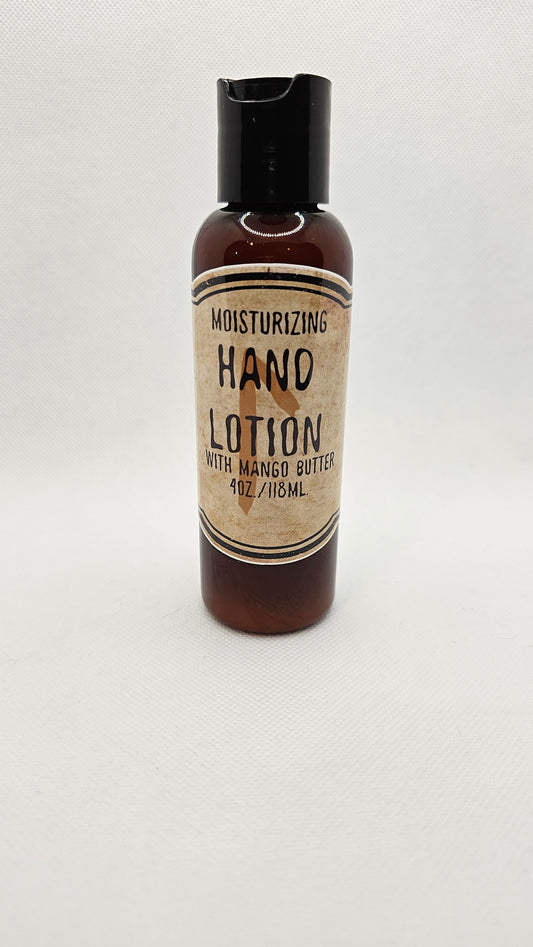 MOISTURIZING
HAND
LOTION
WITH MANGO BUTTER
4OZ./118ML.